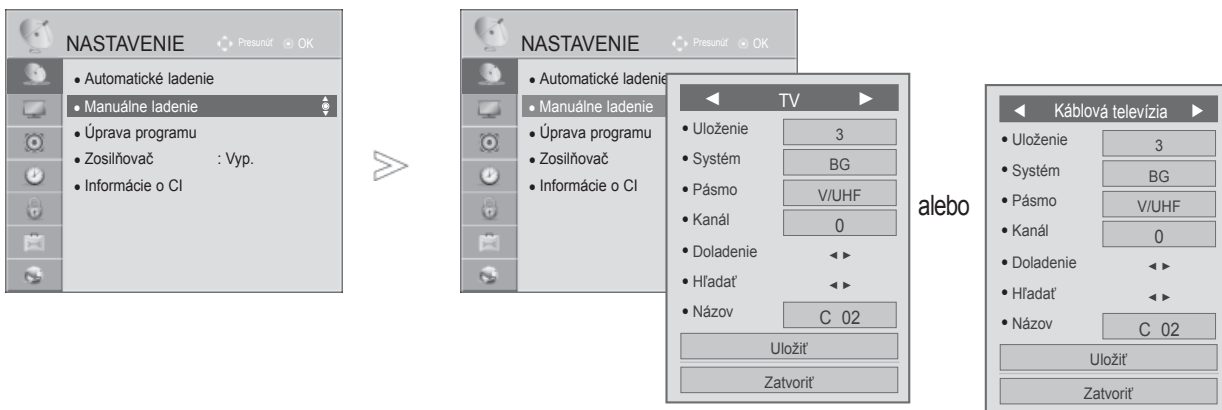 NASTAVENIE Presunúť OK
• Automatické ladenie
• Manuálne ladenie
• Úprava programu
• Zosilňovač : Vyp.
• Informácie o CI
NASTAVENIE Presunúť OK
• Automatické ladenie
• Manuálne ladenie
• Úprava programu
• Zosilňovač
• Informácie o CI
◄ TV ►
• Uloženie 3
• Systém BG
• Pásmo V/UHF
• Kanál 0
• Doladenie ◄ ►
• Hľadať ◄ ►
• Názov C 02
Uložiť
Zatvoriť
alebo
◄ Káblová televízia ►
• Uloženie 3
• Systém BG
• Pásmo V/UHF
• Kanál 0
• Doladenie ◄ ►
• Hľadať ◄ ►
• Názov C 02
Uložiť
Zatvoriť